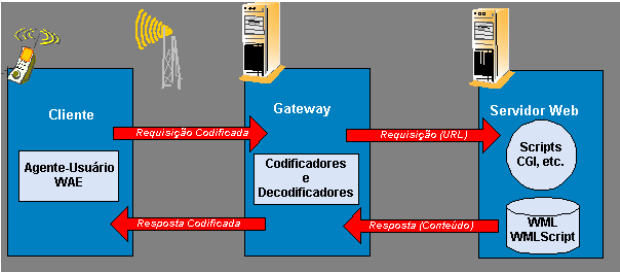 Cliente
Gateway
Servidor Web
Requisição Codificada
Requisição (URL)
Agente-Usuário
WAE
Codificadores
e
Decodificadores
Scripts
CGI, etc.
Resposta Codificada
Resposta (Conteúdo)
WML
WMLScript